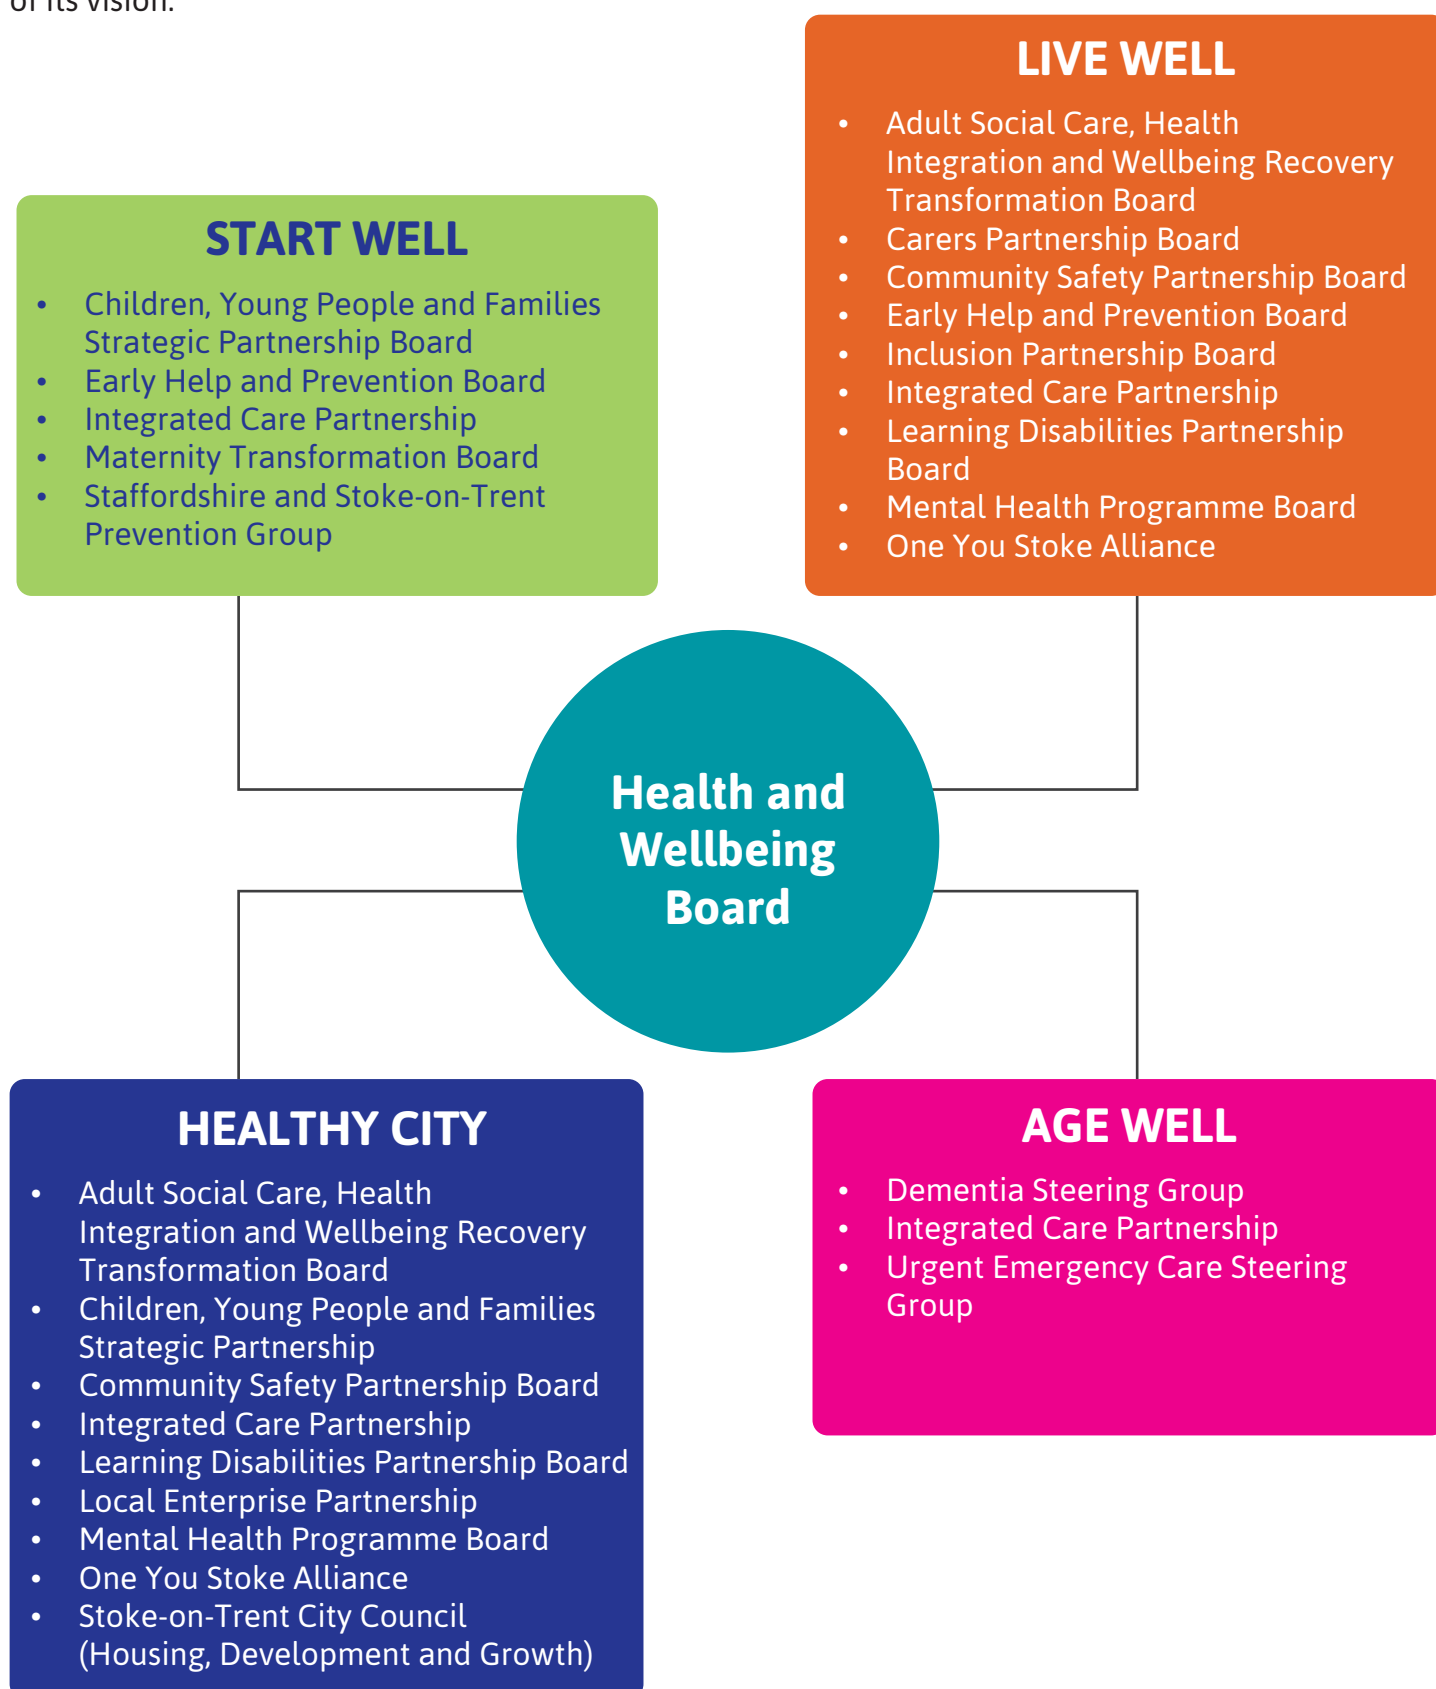 of its vision.
LIVE WELL
• Adult Social Care, Health
Integration and Wellbeing Recovery
Transformation Board
• Carers Partnership Board
• Community Safety Partnership Board
• Early Help and Prevention Board
• Inclusion Partnership Board
• Integrated Care Partnership
• Learning Disabilities Partnership
Board
• Mental Health Programme Board
• One You Stoke Alliance
START WELL
• Children, Young People and Families
Strategic Partnership Board
• Early Help and Prevention Board
• Integrated Care Partnership
• Maternity Transformation Board
• Staffordshire and Stoke-on-Trent
Prevention Group
Health and
Wellbeing
Board
HEALTHY CITY
• Adult Social Care, Health
Integration and Wellbeing Recovery
Transformation Board
• Children, Young People and Families
Strategic Partnership
• Community Safety Partnership Board
• Integrated Care Partnership
• Learning Disabilities Partnership Board
• Local Enterprise Partnership
• Mental Health Programme Board
• One You Stoke Alliance
• Stoke-on-Trent City Council
(Housing, Development and Growth)
AGE WELL
• Dementia Steering Group
• Integrated Care Partnership
• Urgent Emergency Care Steering
Group